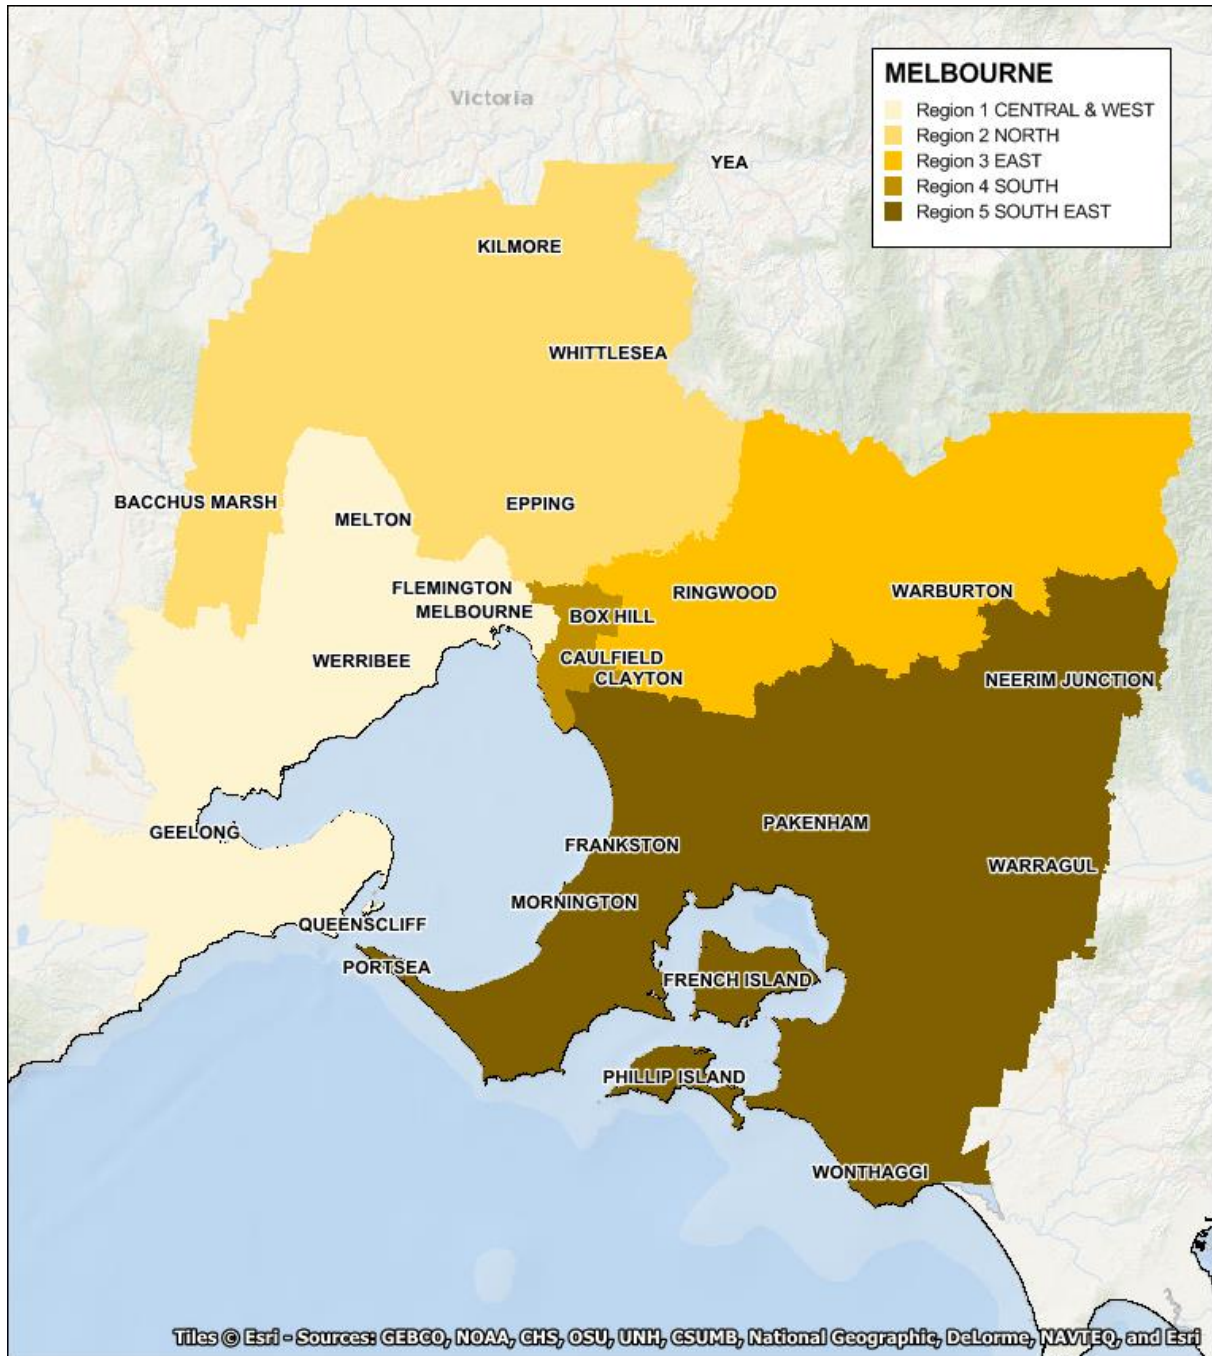 MELBOURNE
Region 1 CENTRAL & WEST
Region 2 NORTH
Region 3 EAST
Region 4 SOUTH
Region 5 SOUTH EAST
Victoria
YEA
KILMORE
WHITTLESEA
BACCHUS MARSH
EPPING
MELTON
FLEMINGTON
RINGWOOD
WARBURTON
MELBOURNE
BOX HILL
WERRIBEE
CAULFIELD
CLAYTON
NEERIM JUNCTION
GEELONG
PAKENHAM
FRANKSTON
WARRAGUL
MORNINGTON
QUEENSCLIFF
PORTSEA
FRENCH ISLAND
PHILLIP ISLAND
WONTHAGGI
Tiles © Esri - Sources: GEBCO, NOAA, CHS, OSU, UNH, CSUMB, National Geographic, DeLorme, NAVTEQ, and Esri